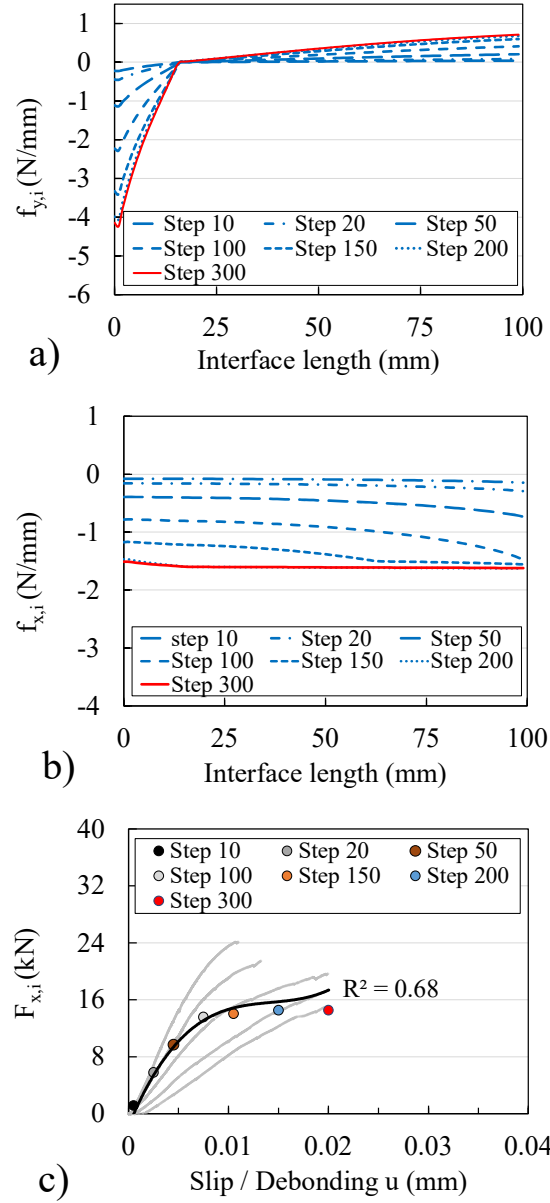 1
0
-1
-2
-3
-4
-5
-6
f_y,i (N/mm)
Step 10 Step 20 Step 50
Step 100 Step 150 Step 200
Step 300
0 25 50 75 100
Interface length (mm)
a)
1
0
-1
-2
-3
-4
f_x,i (N/mm)
step 10 Step 20 Step 50
Step 100 Step 150 Step 200
Step 300
0 25 50 75 100
Interface length (mm)
b)
40
32
24
16
8
0
F_x,i (kN)
Step 10 Step 20 Step 50
Step 100 Step 150 Step 200
Step 300
R² = 0.68
0 0.01 0.02 0.03 0.04
Slip / Debonding u (mm)
c)